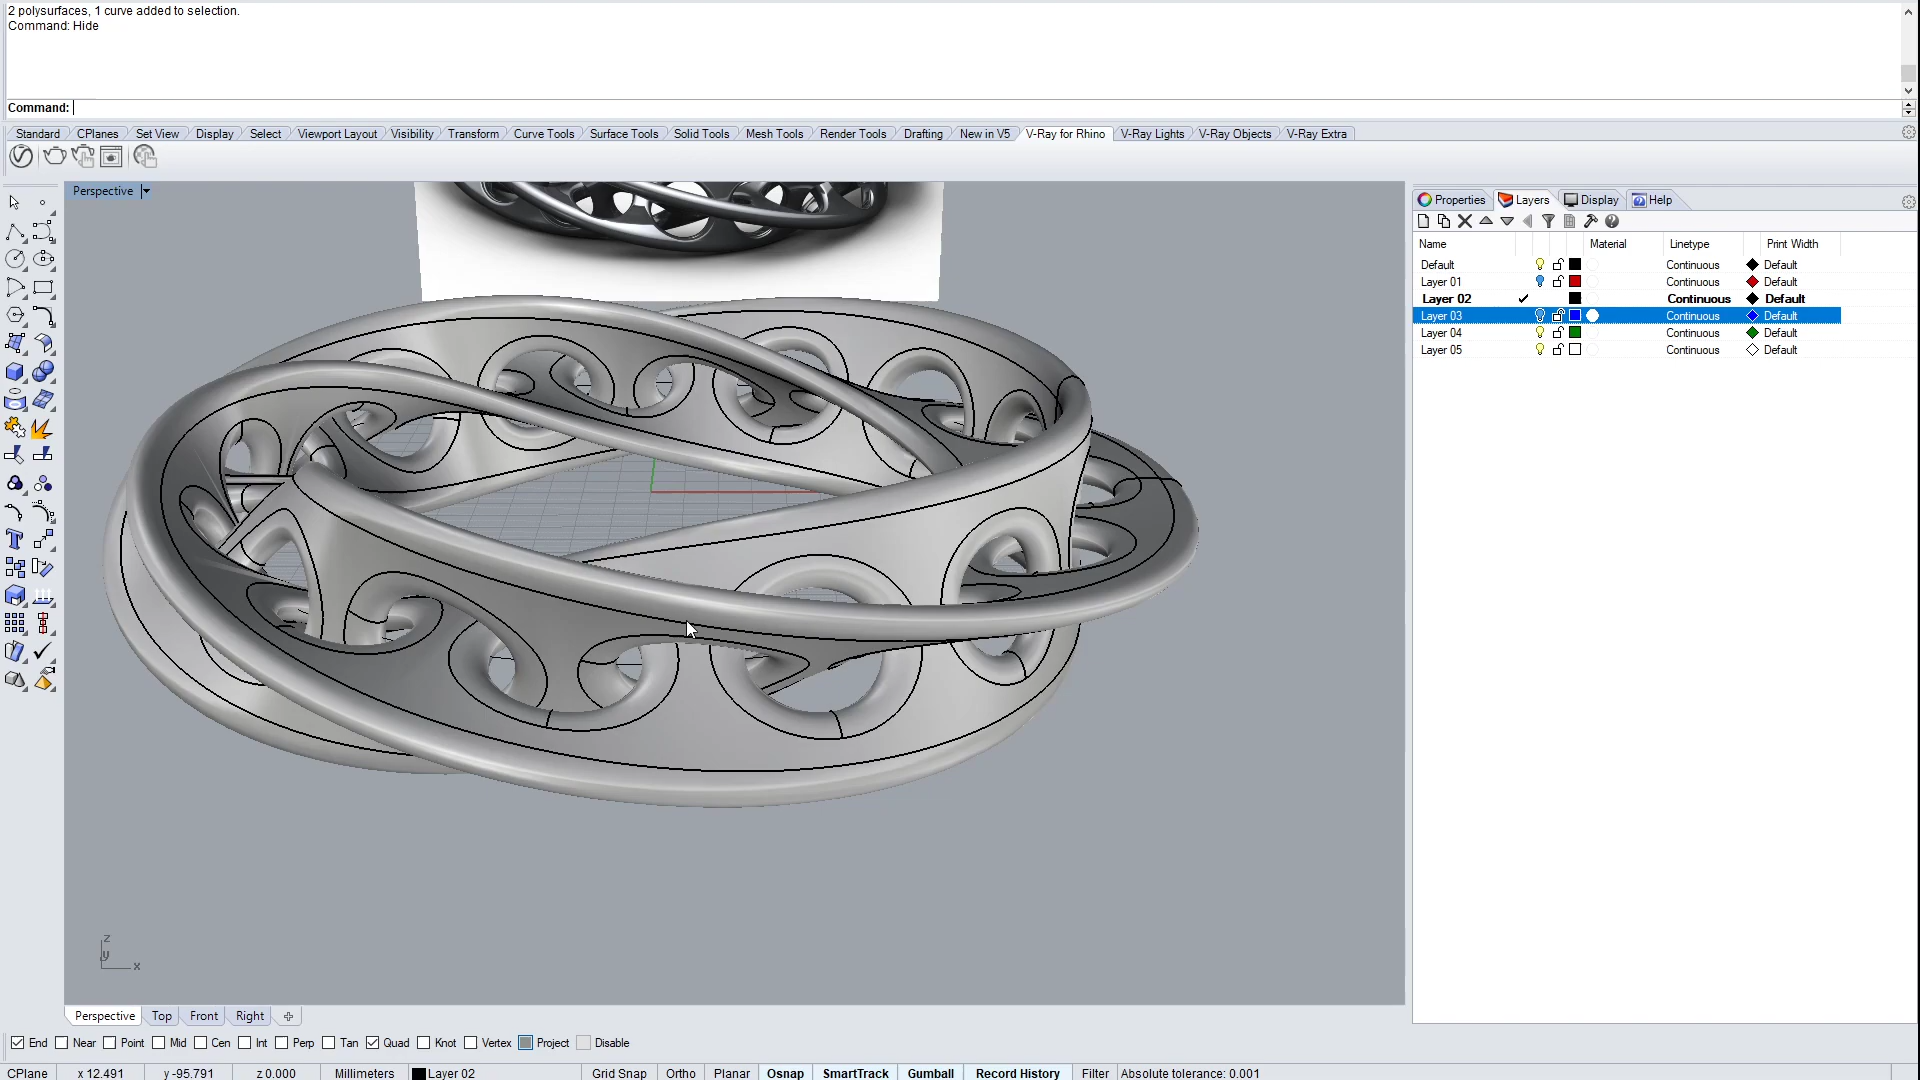 2 polysurfaces, 1 curve added to selection.
Command: Hide
Command:
Standard CPlanes Set View Display Select Viewport Layout Visibility Transform Curve Tools Surface Tools Solid Tools Mesh Tools Render Tools Drafting New in V5 V-Ray for Rhino V-Ray Lights V-Ray Objects V-Ray Extra
Perspective
Properties Layers Display Help
Name Material Linetype Print Width
Default Continuous Default
Layer 01 Continuous Default
Layer 02 Continuous Default
Layer 03 Continuous Default
Layer 04 Continuous Default
Layer 05 Continuous Default
z
y
x
Perspective Top Front Right
End Near Point Mid Cen Int Perp Tan Quad Knot Vertex Project Disable
CPlane x 12.491 y -95.791 z 0.000 Millimeters Layer 02 Grid Snap Ortho Planar Osnap SmartTrack Gumball Record History Filter Absolute tolerance: 0.001